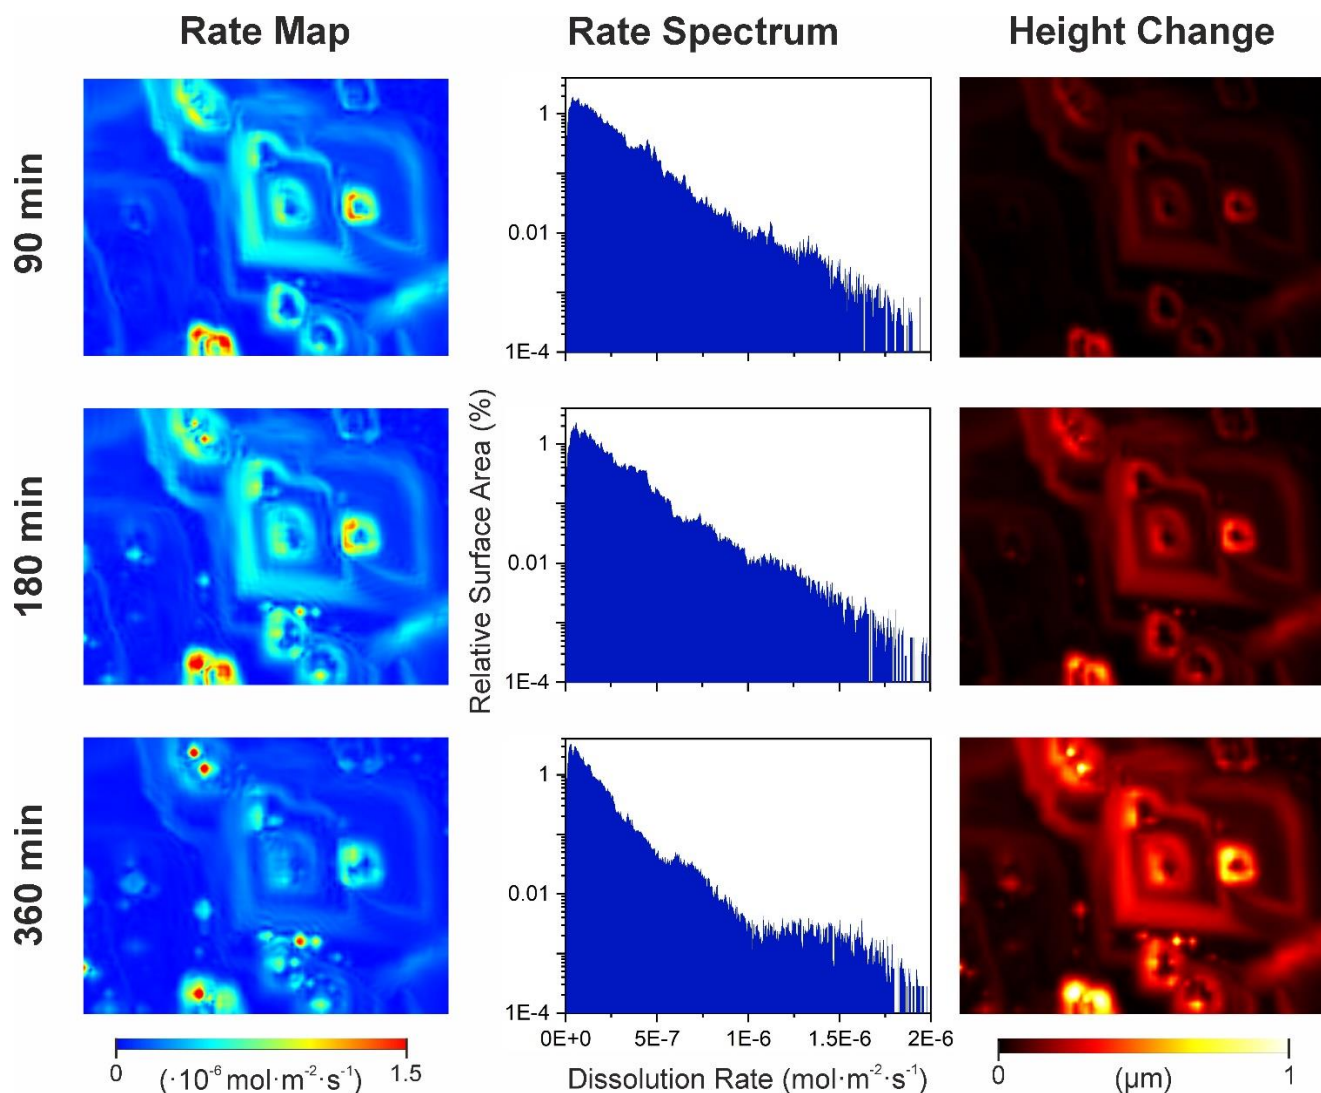 Rate Map Rate Spectrum Height Change
90 min
1
0.01
1E-4
180 min
Relative Surface Area (%)
1
0.01
1E-4
360 min
1
0.01
1E-4
0E+0 5E-7 1E-6 1.5E-6 2E-6
Dissolution Rate (mol·m⁻²·s⁻¹)
0 (·10⁻⁶ mol·m⁻²·s⁻¹) 1.5
0 (µm) 1